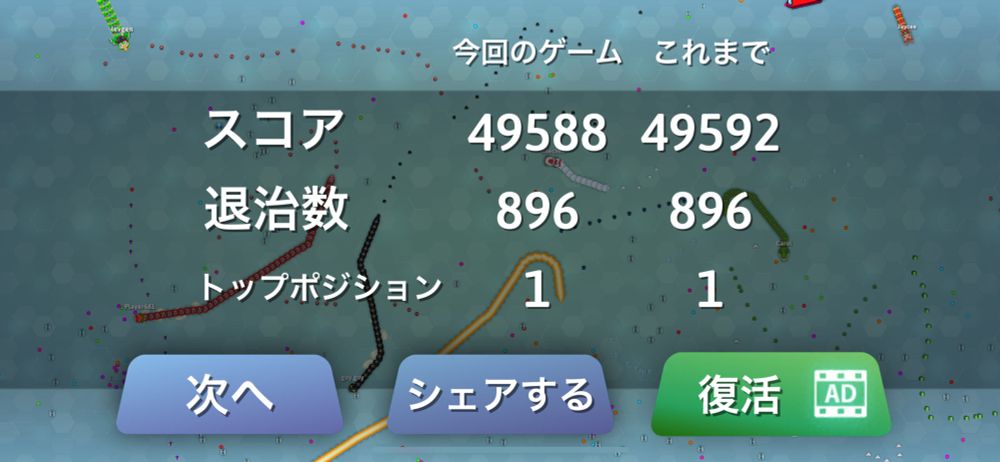 今回のゲーム これまで
スコア 49588 49592
退治数 896 896
トップポジション 1 1
次へ シェアする 復活 AD